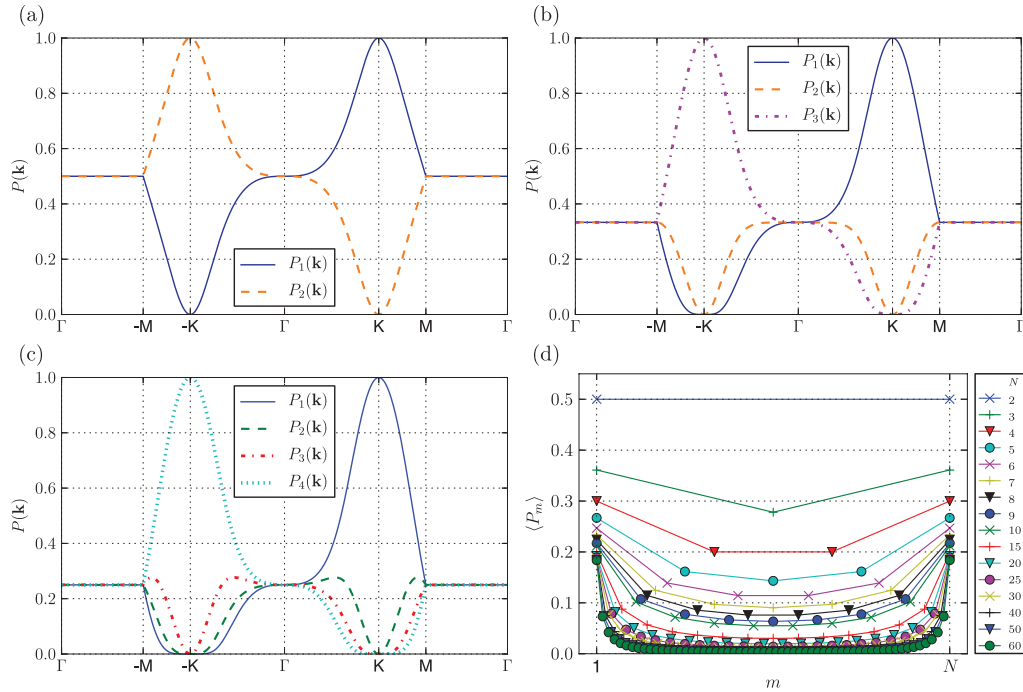 (a)
1.0
0.8
0.6
0.4
0.2
0.0
P(k)
P₁(k)
P₂(k)
Γ -M -K Γ K M Γ
(b)
1.0
0.8
0.6
0.4
0.2
0.0
P(k)
P₁(k)
P₂(k)
P₃(k)
Γ -M -K Γ K M Γ
(c)
1.0
0.8
0.6
0.4
0.2
0.0
P(k)
P₁(k)
P₂(k)
P₃(k)
P₄(k)
Γ -M -K Γ K M Γ
(d)
0.5
0.4
0.3
0.2
0.1
0.0
⟨Pₘ⟩
1 N
m
N
2
3
4
5
6
7
8
9
10
15
20
25
30
40
50
60